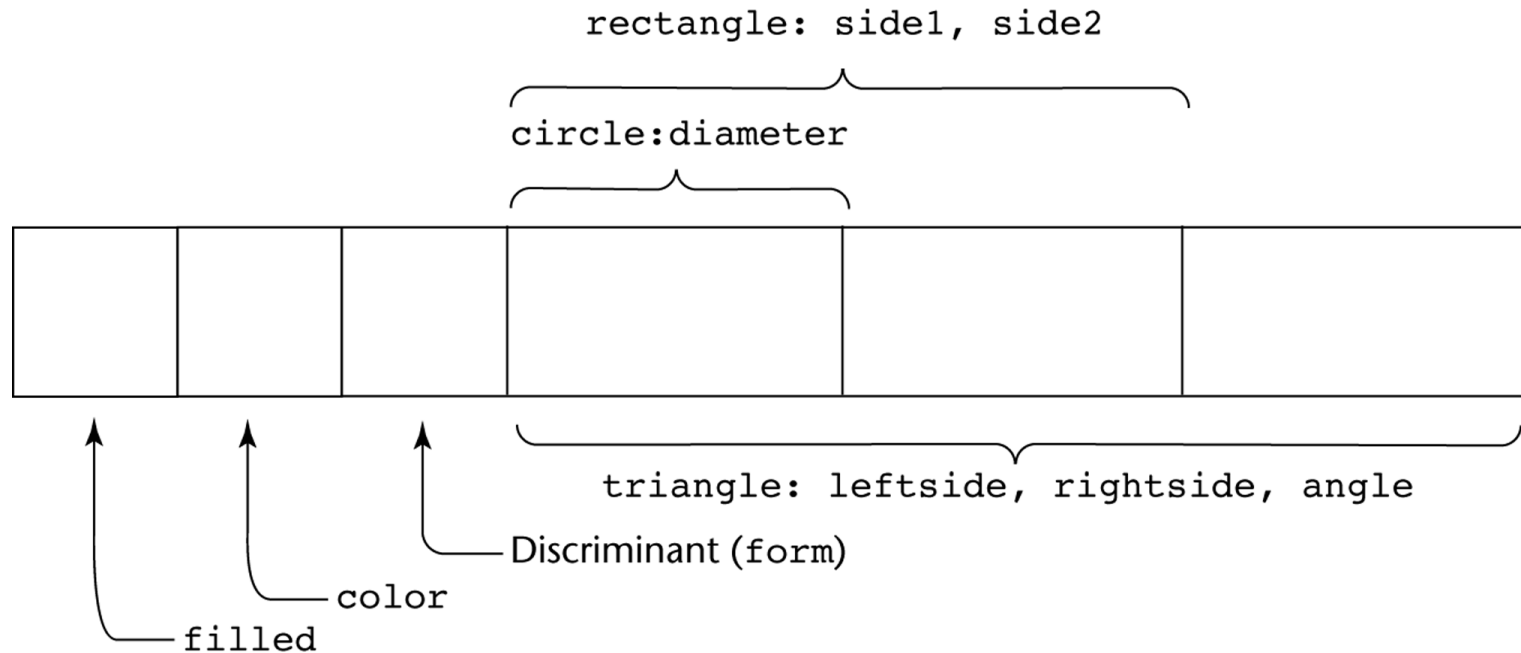 rectangle: side1, side2
circle:diameter
triangle: leftside, rightside, angle
Discriminant (form)
color
filled